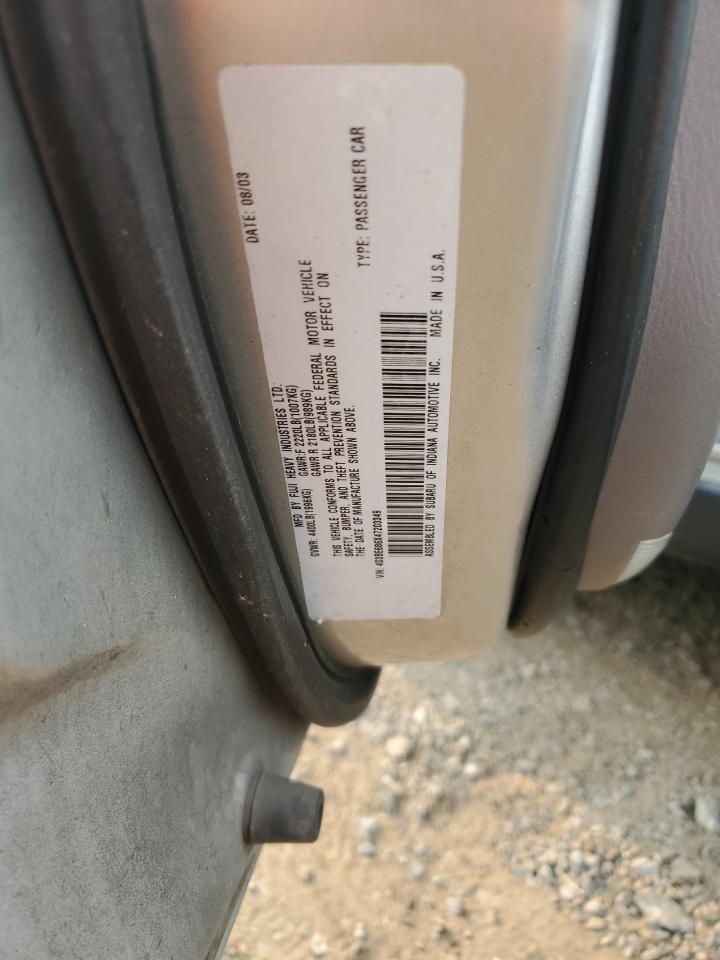 MFD BY FUJI HEAVY INDUSTRIES LTD. DATE: 08/03
GVWR: 4400LB(1996KG) GAWR:F 2220LB(1007KG)
GAWR R 2180LB(989KG)
THIS VEHICLE CONFORMS TO ALL APPLICABLE FEDERAL MOTOR VEHICLE
SAFETY, BUMPER, AND THEFT PREVENTION STANDARDS IN EFFECT ON
THE DATE OF MANUFACTURE SHOWN ABOVE.
VIN: 4S3BE686X47203349 TYPE: PASSENGER CAR
ASSEMBLED BY SUBARU OF INDIANA AUTOMOTIVE INC. MADE IN U.S.A.